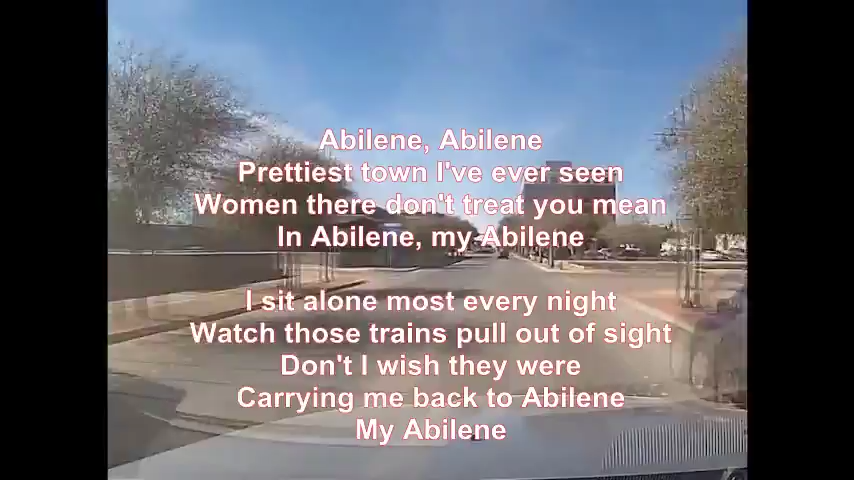 Abilene, Abilene
Prettiest town I've ever seen
Women there don't treat you mean
In Abilene, my Abilene
I sit alone most every night
Watch those trains pull out of sight
Don't I wish they were
Carrying me back to Abilene
My Abilene